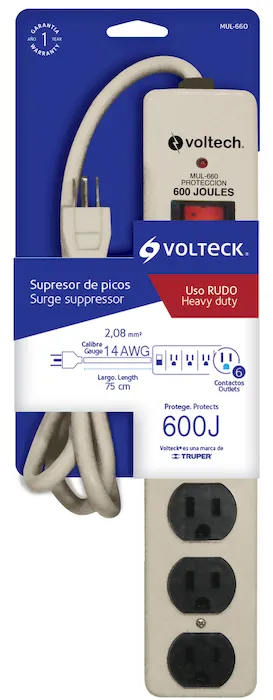 GARANTÍA
AÑO 1 YEAR
WARRANTY
MUL-660
voltech.
MUL-660
PROTECCION
600 JOULES
VOLTECK®
Supresor de picos
Surge suppressor
Uso RUDO
Heavy duty
2,08 mm²
Calibre
Gauge 14 AWG
Largo. Length
75 cm
6
Contactos
Outlets
Protege. Protects
600J
Volteck® es una marca de
TRUPER®